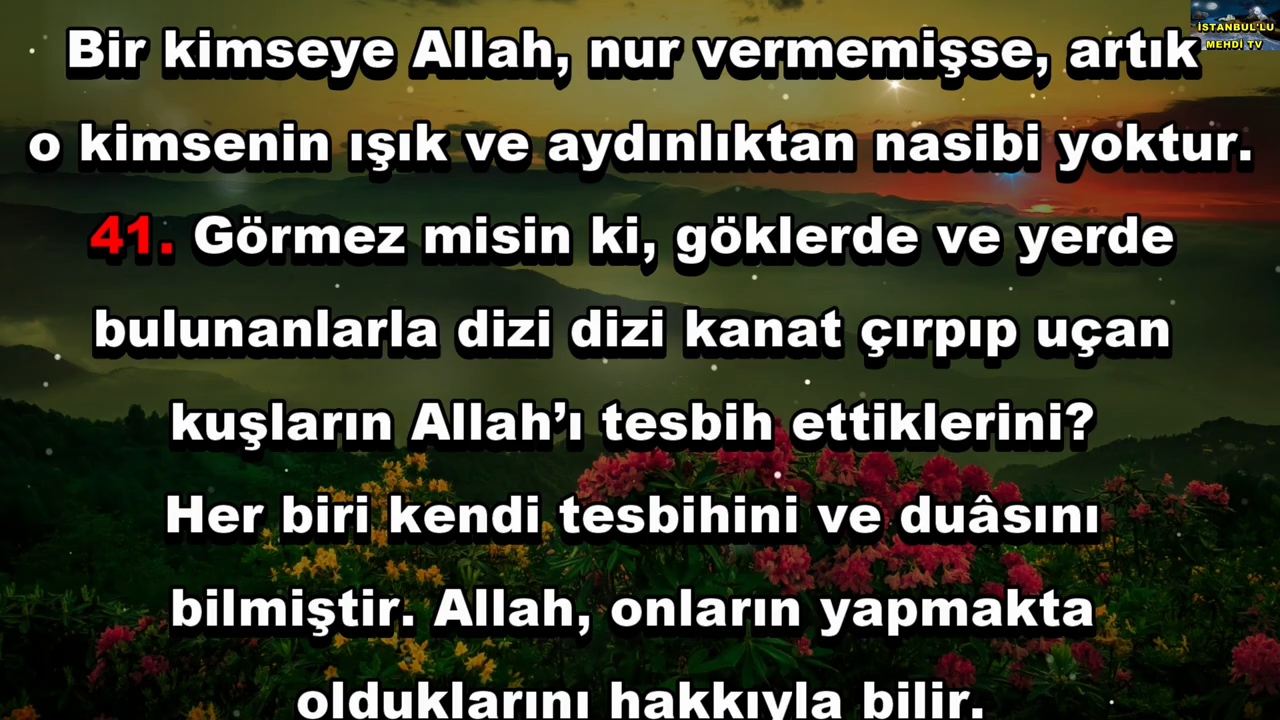 İSTANBUL'LU
MEHDİ TV
Bir kimseye Allah, nur vermemişse, artık
o kimsenin ışık ve aydınlıktan nasibi yoktur.
41. Görmez misin ki, göklerde ve yerde
bulunanlarla dizi dizi kanat çırpıp uçan
kuşların Allah’ı tesbih ettiklerini?
Her biri kendi tesbihini ve duâsını
bilmiştir. Allah, onların yapmakta
olduklarını hakkıyla bilir.